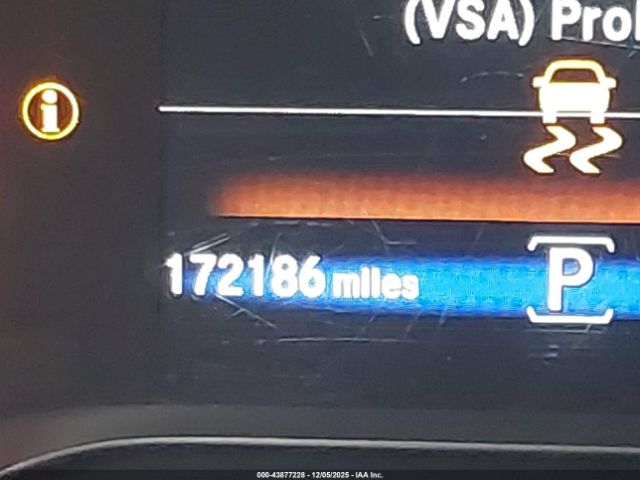 (VSA) Pro
172186 miles
P
000-43877228 - 12/05/2025 - IAA Inc.